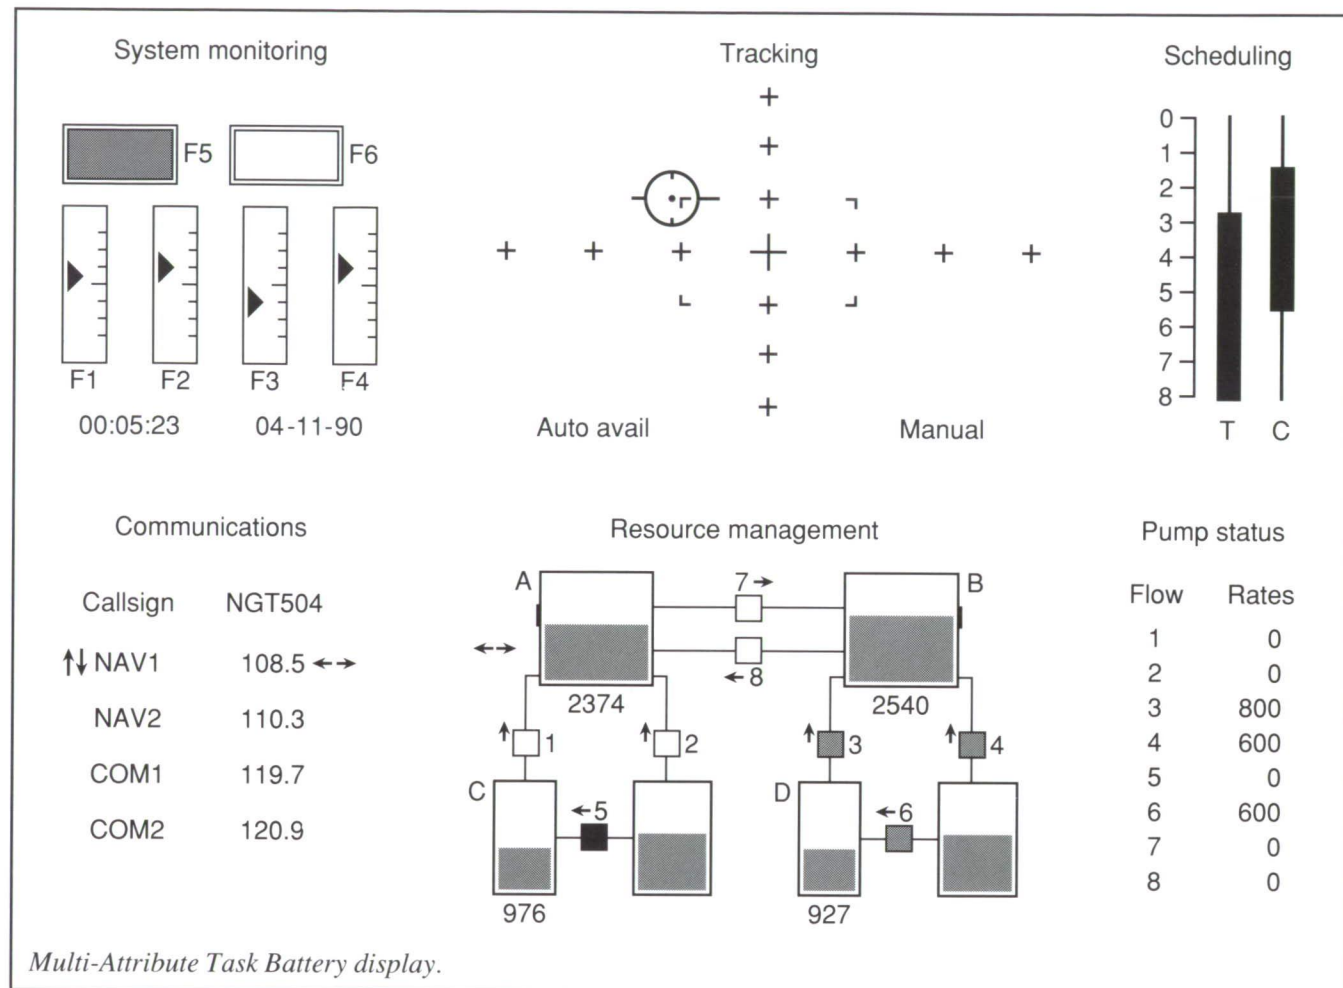 System monitoring
F5
F6
F1
F2
F3
F4
00:05:23
04-11-90
Tracking
Auto avail
Manual
Scheduling
0
1
2
3
4
5
6
7
8
T
C
Communications
Callsign NGT504
NAV1 108.5
NAV2 110.3
COM1 119.7
COM2 120.9
Resource management
A
7
B
8
2374
2540
1
2
3
4
C
5
D
6
976
927
Pump status
Flow Rates
1 0
2 0
3 800
4 600
5 0
6 600
7 0
8 0
Multi-Attribute Task Battery display.